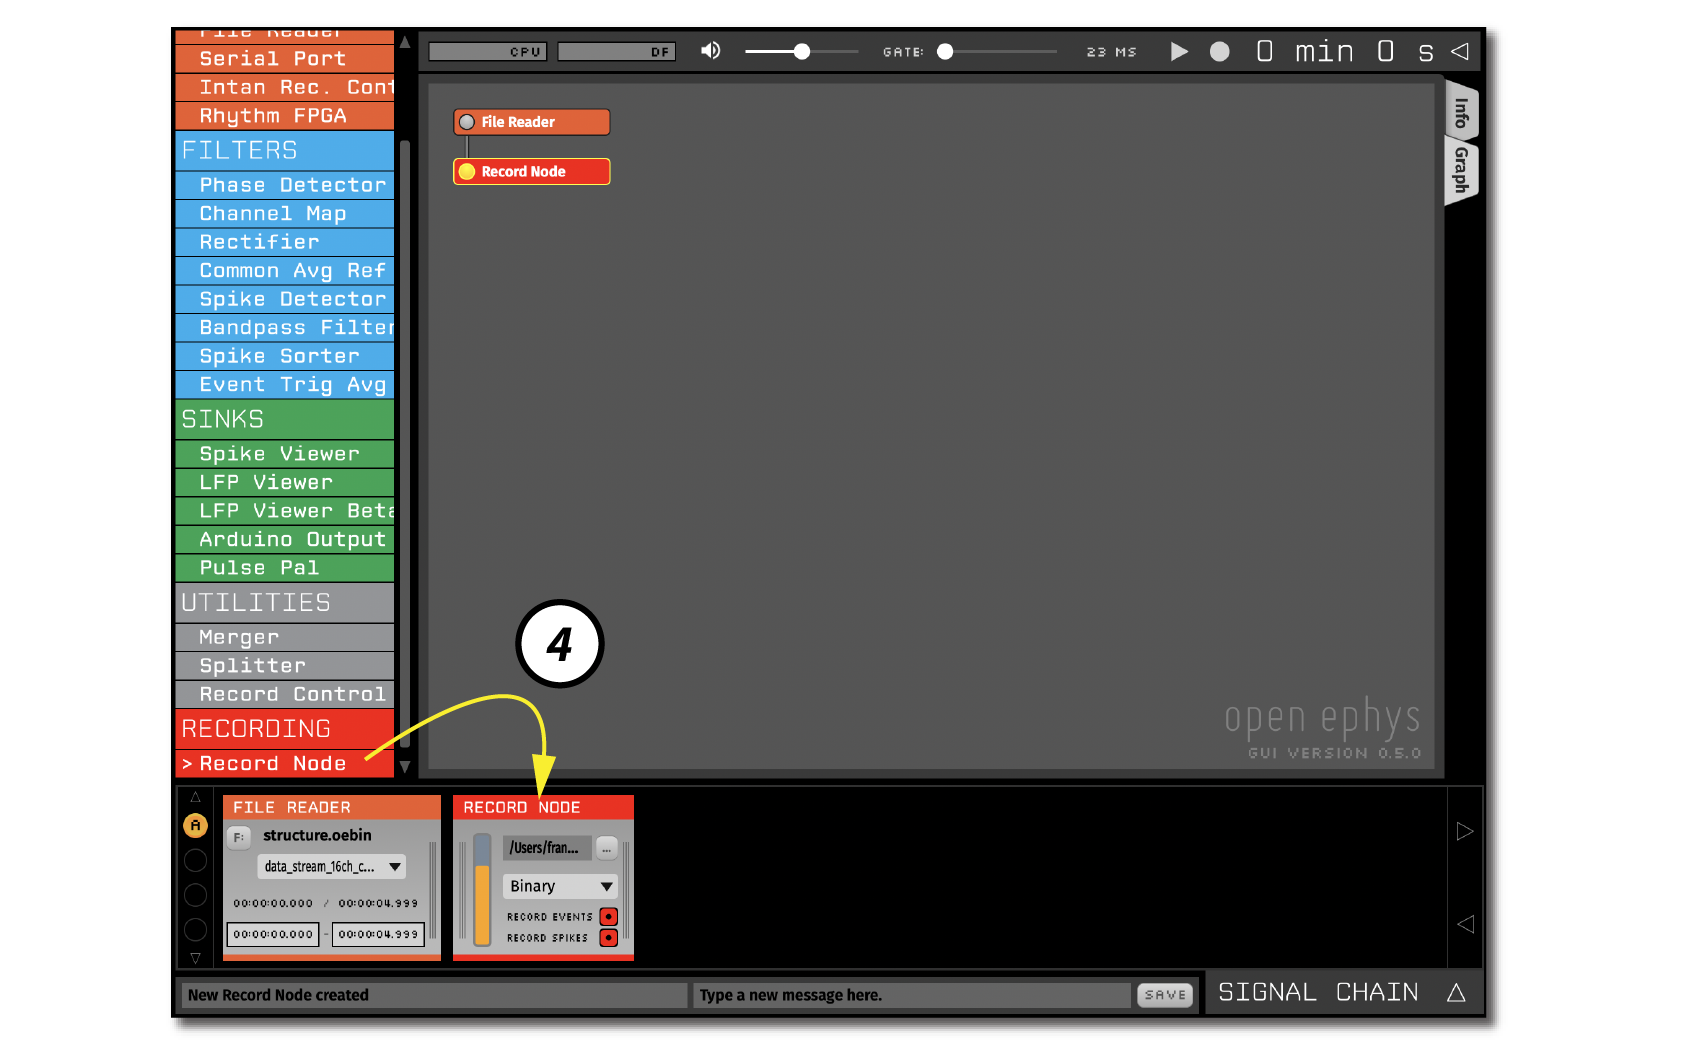 File Reader
Serial Port
Intan Rec. Cont
Rhythm FPGA
FILTERS
Phase Detector
Channel Map
Rectifier
Common Avg Ref
Spike Detector
Bandpass Filter
Spike Sorter
Event Trig Avg
SINKS
Spike Viewer
LFP Viewer
LFP Viewer Beta
Arduino Output
Pulse Pal
UTILITIES
Merger
Splitter
Record Control
RECORDING
> Record Node
CPU
DF
GATE:
23 MS
0 min 0 s
File Reader
Record Node
Info
Graph
4
open ephys
GUI VERSION 0.5.0
A
FILE READER
F:
structure.oebin
data_stream_16ch_c...
00:00:00.000 / 00:00:04.999
00:00:00.000 - 00:00:04.999
RECORD NODE
/Users/fran...
...
Binary
RECORD EVENTS
RECORD SPIKES
New Record Node created
Type a new message here.
SAVE
SIGNAL CHAIN